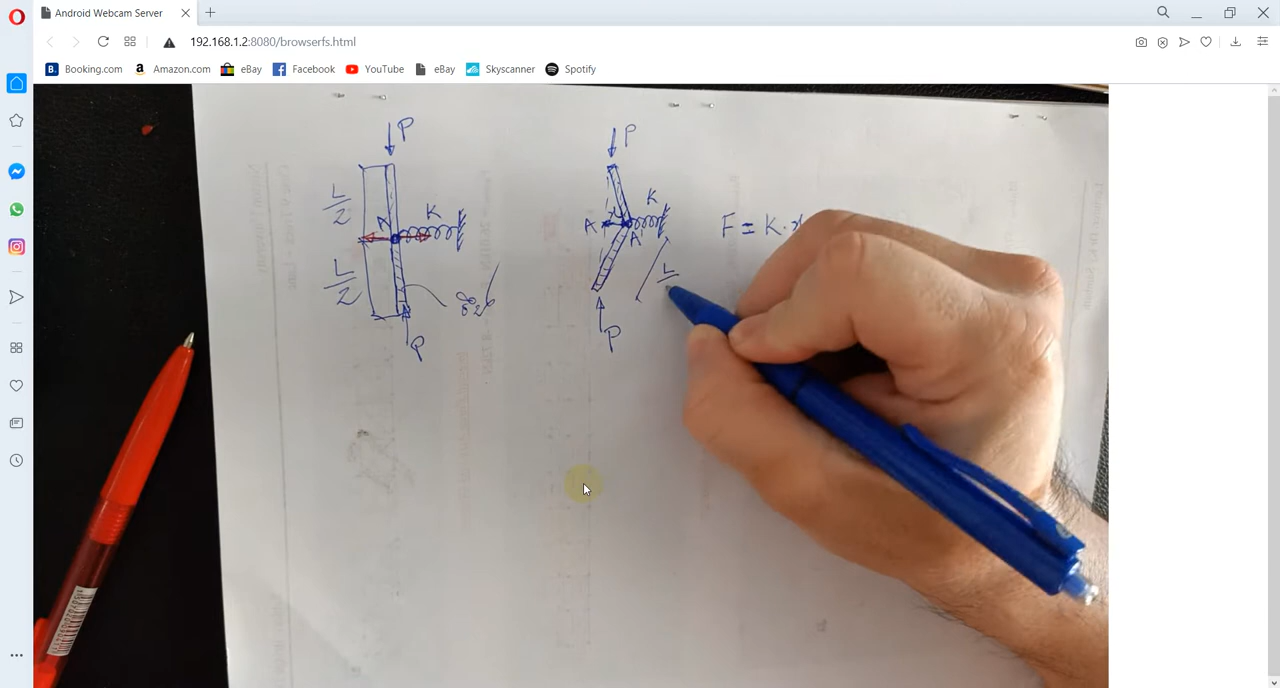 Android Webcam Server
192.168.1.2:8080/browserfs.html
Booking.com
Amazon.com
eBay
Facebook
YouTube
eBay
Skyscanner
Spotify
P
L/2
A
K
L/2
P
P
K
A
x
A'
L
P
F = K.x